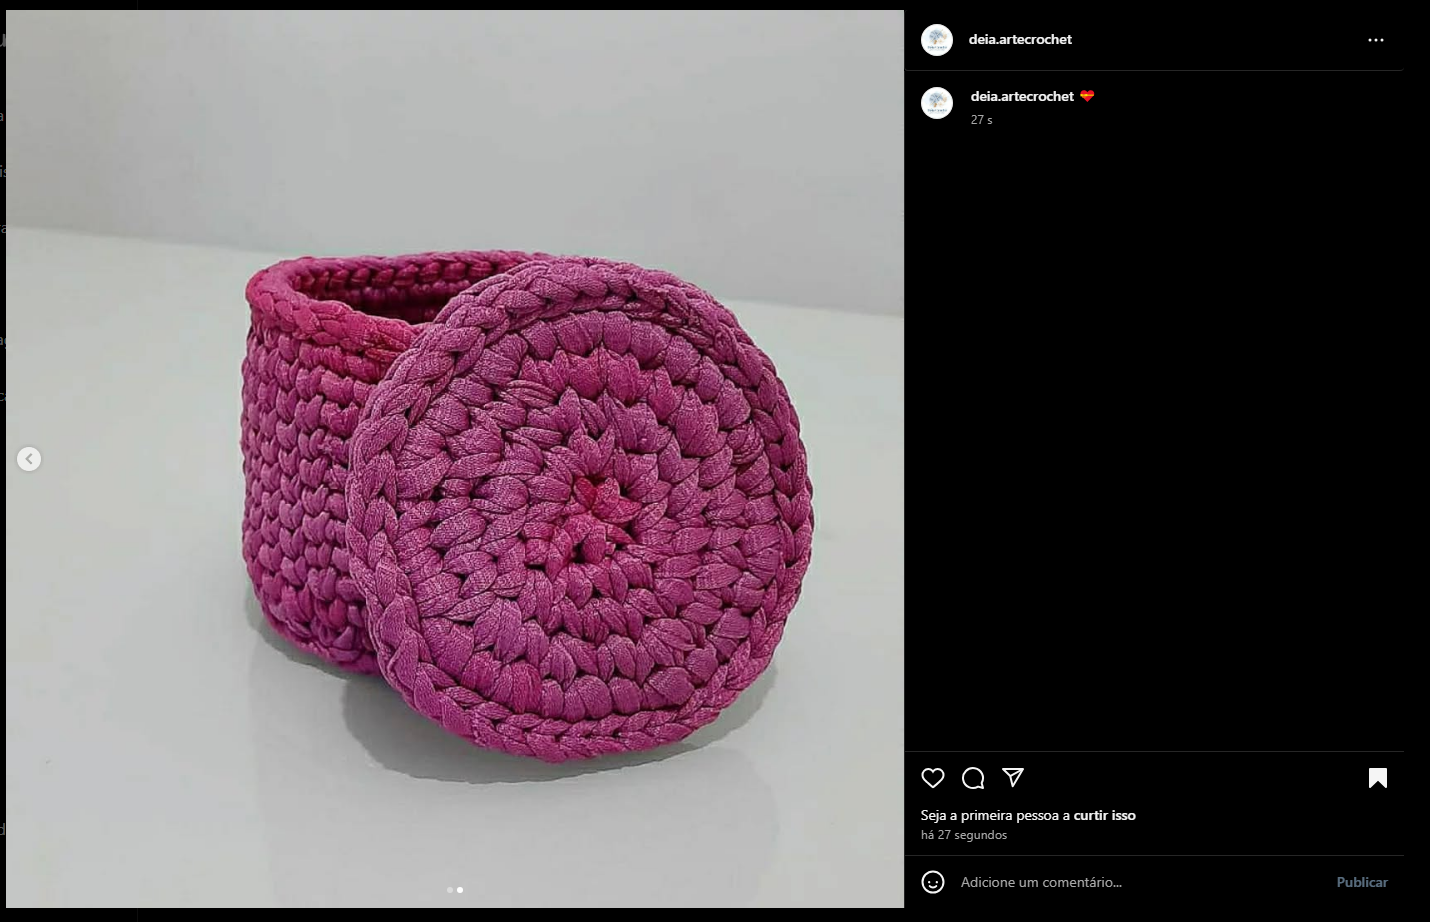 deia.artecrochet
deia.artecrochet ❤️
27 s
Seja a primeira pessoa a curtir isso
há 27 segundos
Adicione um comentário...
Publicar